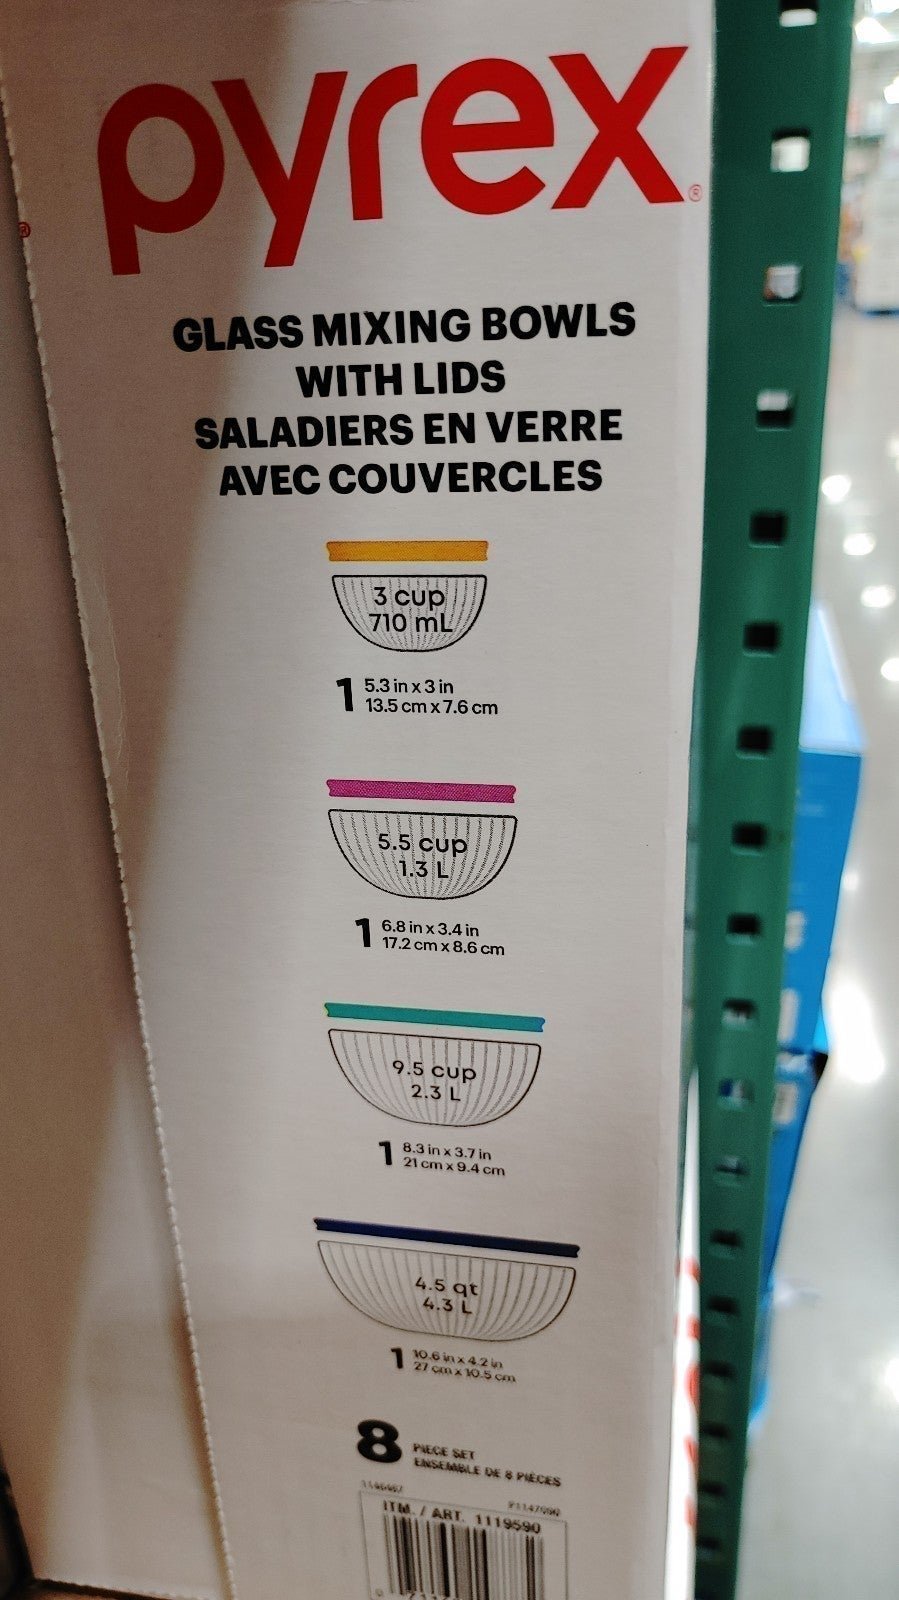 pyrex®
GLASS MIXING BOWLS
WITH LIDS
SALADIERS EN VERRE
AVEC COUVERCLES
3 cup
710 mL
1 5.3 in x 3 in
13.5 cm x 7.6 cm
5.5 cup
1.3 L
1 6.8 in x 3.4 in
17.2 cm x 8.6 cm
9.5 cup
2.3 L
1 8.3 in x 3.7 in
21 cm x 9.4 cm
4.5 qt
4.3 L
1 10.6 in x 4.2 in
27 cm x 10.5 cm
8 PIECE SET
ENSEMBLE DE 8 PIÈCES
ITM. / ART. 1119590